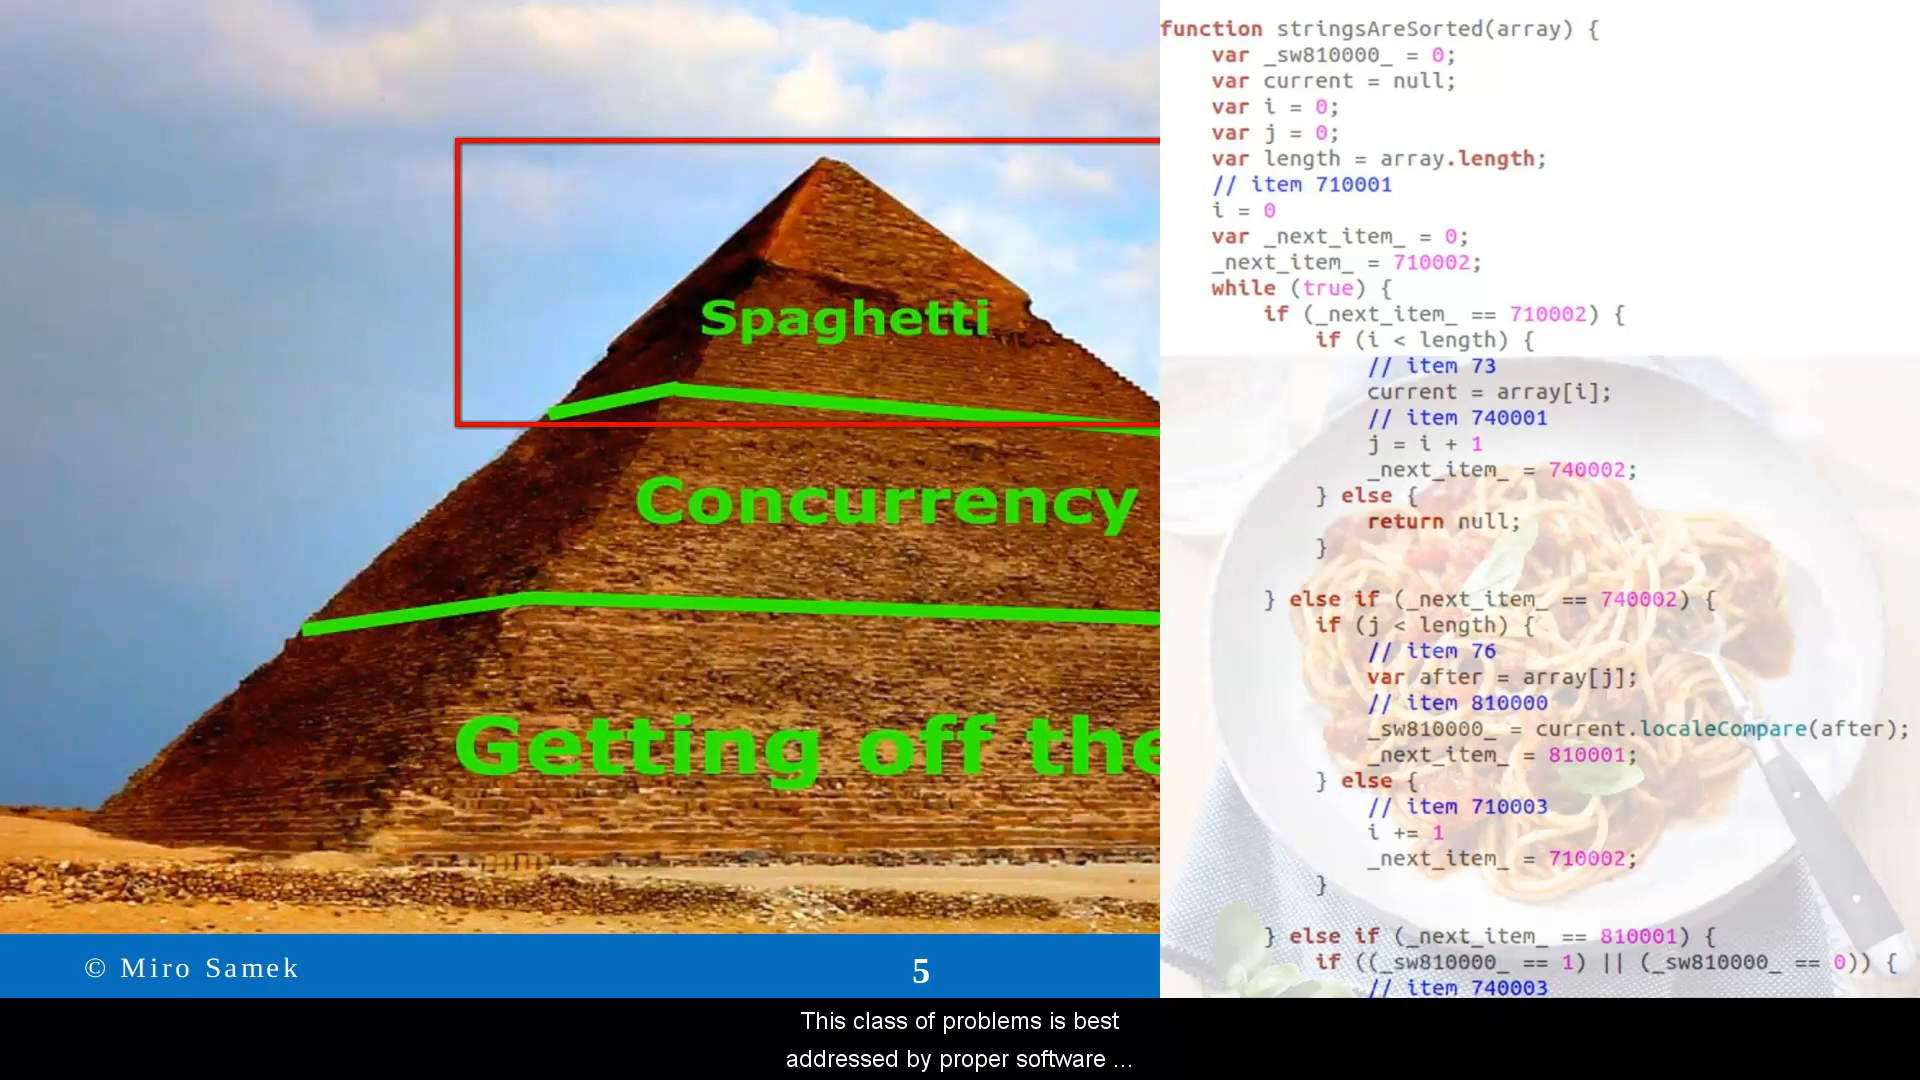 Spaghetti
Concurrency
Getting off the
© Miro Samek
5
function stringsAreSorted(array) {
    var _sw810000_ = 0;
    var current = null;
    var i = 0;
    var j = 0;
    var length = array.length;
    // item 710001
    i = 0
    var _next_item_ = 0;
    _next_item_ = 710002;
    while (true) {
        if (_next_item_ == 710002) {
            if (i < length) {
                // item 73
                current = array[i];
                // item 740001
                j = i + 1
                _next_item_ = 740002;
            } else {
                return null;
            }
        } else if (_next_item_ == 740002) {
            if (j < length) {
                // item 76
                var after = array[j];
                // item 810000
                _sw810000_ = current.localeCompare(after);
                _next_item_ = 810001;
            } else {
                // item 710003
                i += 1
                _next_item_ = 710002;
            }
        } else if (_next_item_ == 810001) {
            if ((_sw810000_ == 1) || (_sw810000_ == 0)) {
                // item 740003
This class of problems is best
addressed by proper software ...